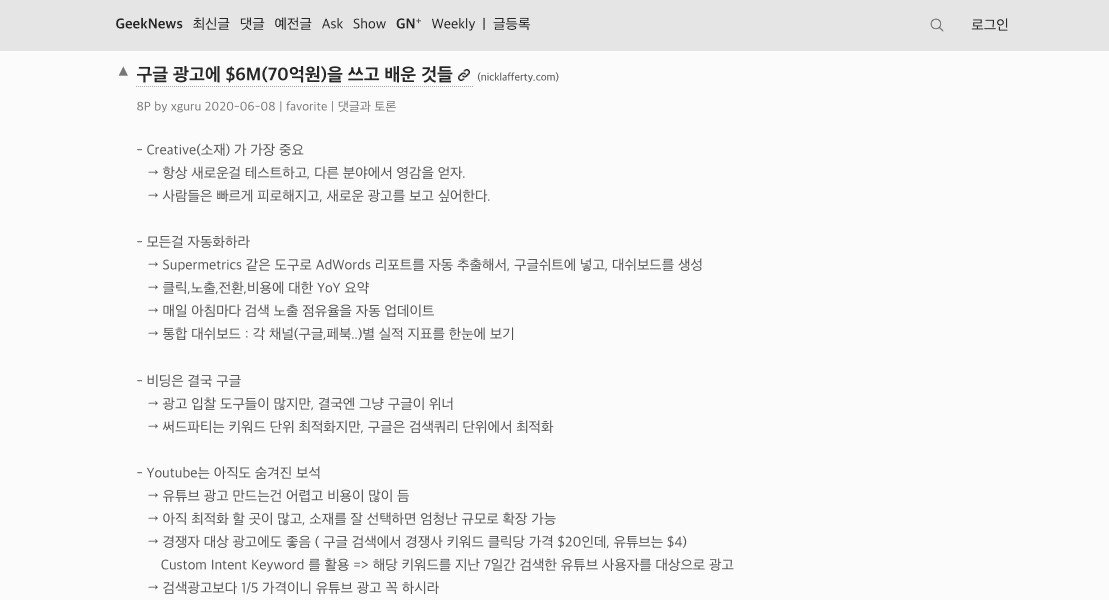 GeekNews 최신글 댓글 예전글 Ask Show GN⁺ Weekly | 글등록 로그인
▲ 구글 광고에 $6M(70억원)을 쓰고 배운 것들 (nicklafferty.com)
8P by xguru 2020-06-08 | favorite | 댓글과 토론
- Creative(소재) 가 가장 중요
→ 항상 새로운걸 테스트하고, 다른 분야에서 영감을 얻자.
→ 사람들은 빠르게 피로해지고, 새로운 광고를 보고 싶어한다.
- 모든걸 자동화하라
→ Supermetrics 같은 도구로 AdWords 리포트를 자동 추출해서, 구글쉬트에 넣고, 대쉬보드를 생성
→ 클릭,노출,전환,비용에 대한 YoY 요약
→ 매일 아침마다 검색 노출 점유율을 자동 업데이트
→ 통합 대쉬보드 : 각 채널(구글,페북..)별 실적 지표를 한눈에 보기
- 비딩은 결국 구글
→ 광고 입찰 도구들이 많지만, 결국엔 그냥 구글이 위너
→ 써드파티는 키워드 단위 최적화지만, 구글은 검색쿼리 단위에서 최적화
- Youtube는 아직도 숨겨진 보석
→ 유튜브 광고 만드는건 어렵고 비용이 많이 듬
→ 아직 최적화 할 곳이 많고, 소재를 잘 선택하면 엄청난 규모로 확장 가능
→ 경쟁자 대상 광고에도 좋음 ( 구글 검색에서 경쟁사 키워드 클릭당 가격 $20인데, 유튜브는 $4)
Custom Intent Keyword 를 활용 => 해당 키워드를 지난 7일간 검색한 유튜브 사용자를 대상으로 광고
→ 검색광고보다 1/5 가격이니 유튜브 광고 꼭 하시라